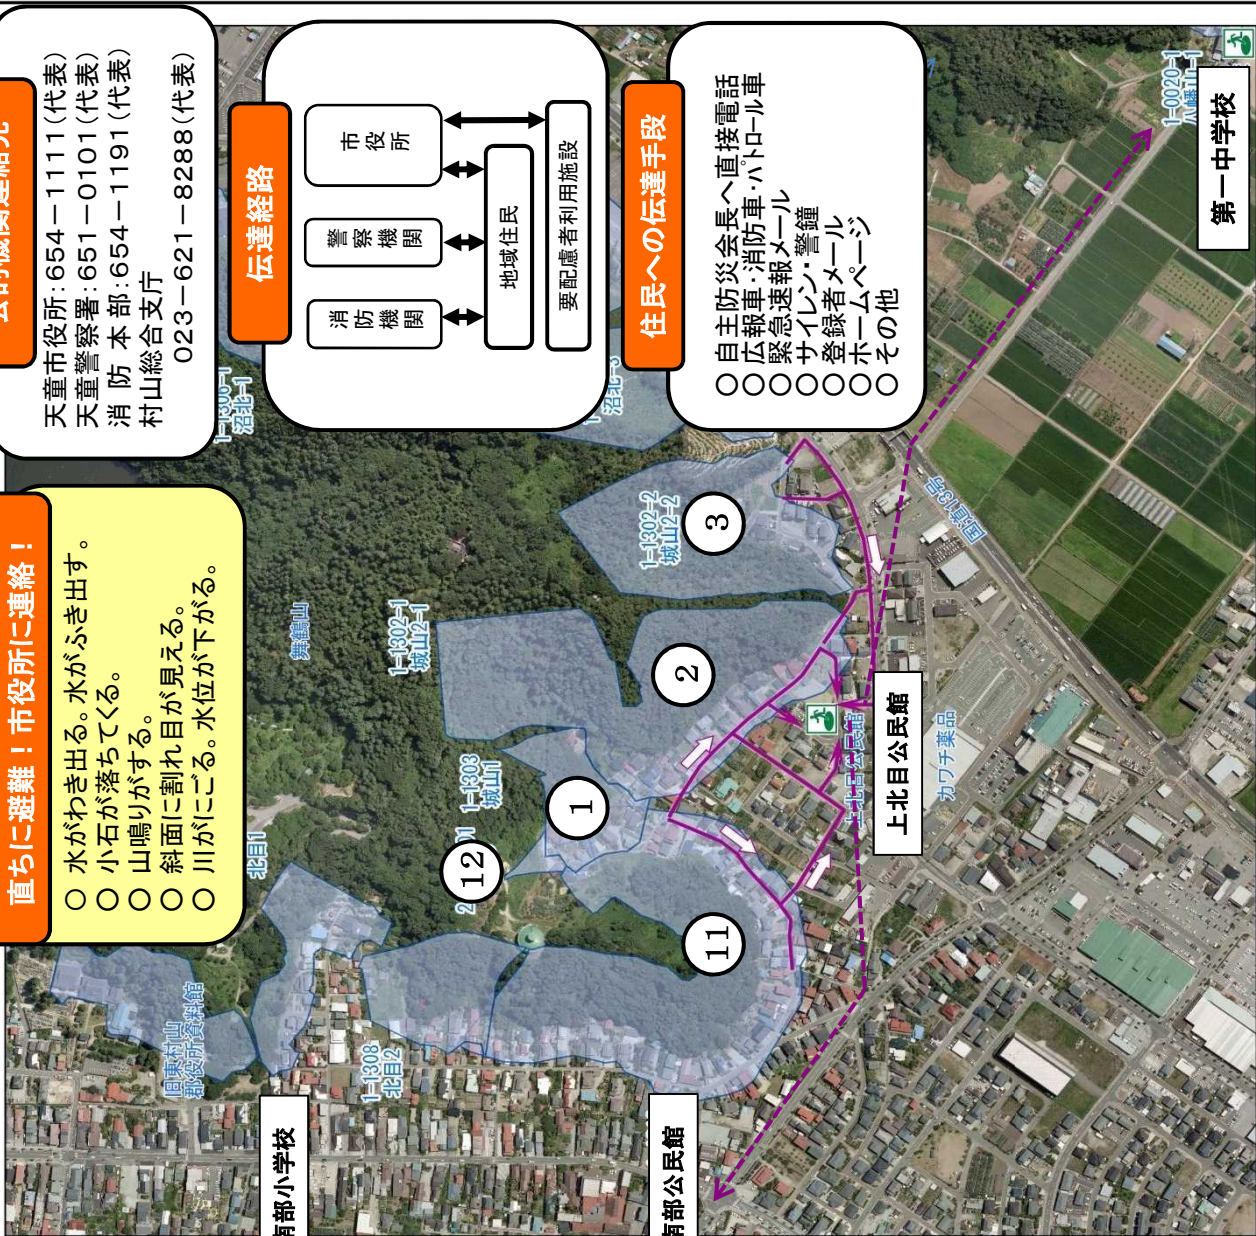 直ちに避難！市役所に連絡！
○ 水がわき出る。水がふき出す。
○ 小石が落ちてくる。
○ 山鳴りがする。
○ 斜面に割れ目が見える。
○ 川がにごる。水位が下がる。
天童市役所:654－1111(代表)
天童警察署:651－0101(代表)
消 防 本 部:654－1191(代表)
村山総合支庁
023－621－8288(代表)
伝達経路
消防機関
警察機関
市役所
地域住民
要配慮者利用施設
住民への伝達手段
○ 自主防災会長へ直接電話
○ 広報車・消防車・パトロール車
○ 緊急速報メール
○ サイレン・警鐘
○ 登録者メール
○ ホームページ
○ その他
旧東村山
郡役所資料館
北目1
舞鶴山
1-1308
北目2
1-1303
城山1
1-1302-1
城山2-1
1-1302-2
城山2-2
沼北-1
1-0020-1
八幡山-1
①
②
③
⑪
⑫
南部小学校
南部公民館
上北目公民館
上北目公民館
カワチ薬品
国道13号
第一中学校